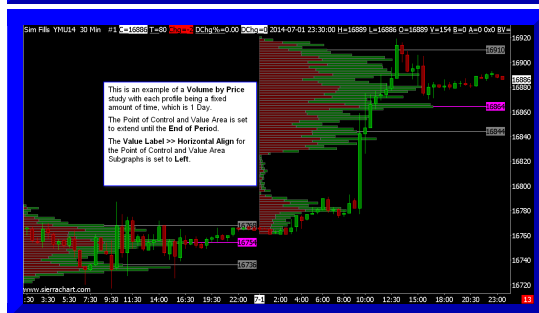 Sim Fills YMU14 30 Min #1 C=16886 T=80 Chg=-2 DChg%=0.00 DChg=0 2014-07-01 23:30:00 H=16889 L=16886 O=16889 V=154 B=0 A=0 0x0 BV=
16920
16910
16900
16886
16880
16864
16860
16844
16840
16820
16800
16780
16768
16760
16754
16740
16736
16720
This is an example of a Volume by Price
study with each profile being a fixed
amount of time, which is 1 Day.
The Point of Control and Value Area is set
to extend until the End of Period.
The Value Label >> Horizontal Align for
the Point of Control and Value Area
Subgraphs is set to Left.
www.sierrachart.com
:30 3:30 5:30 7:30 9:30 11:30 14:00 16:30 19:30 22:00 7-1 2:00 4:00 6:00 8:00 10:00 12:30 15:00 18:00 20:30 23:00 13